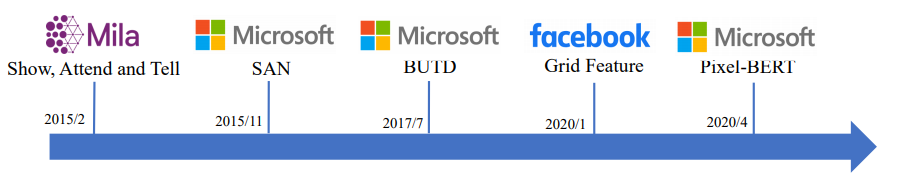 Mila Microsoft Microsoft facebook Microsoft
Show, Attend and Tell SAN BUTD Grid Feature Pixel-BERT
2015/2 2015/11 2017/7 2020/1 2020/4